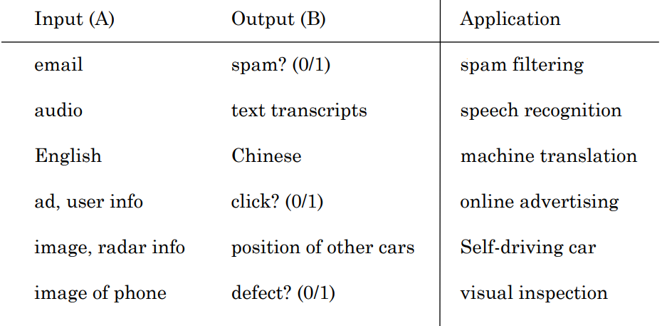 Input (A) Output (B) Application
email spam? (0/1) spam filtering
audio text transcripts speech recognition
English Chinese machine translation
ad, user info click? (0/1) online advertising
image, radar info position of other cars Self-driving car
image of phone defect? (0/1) visual inspection